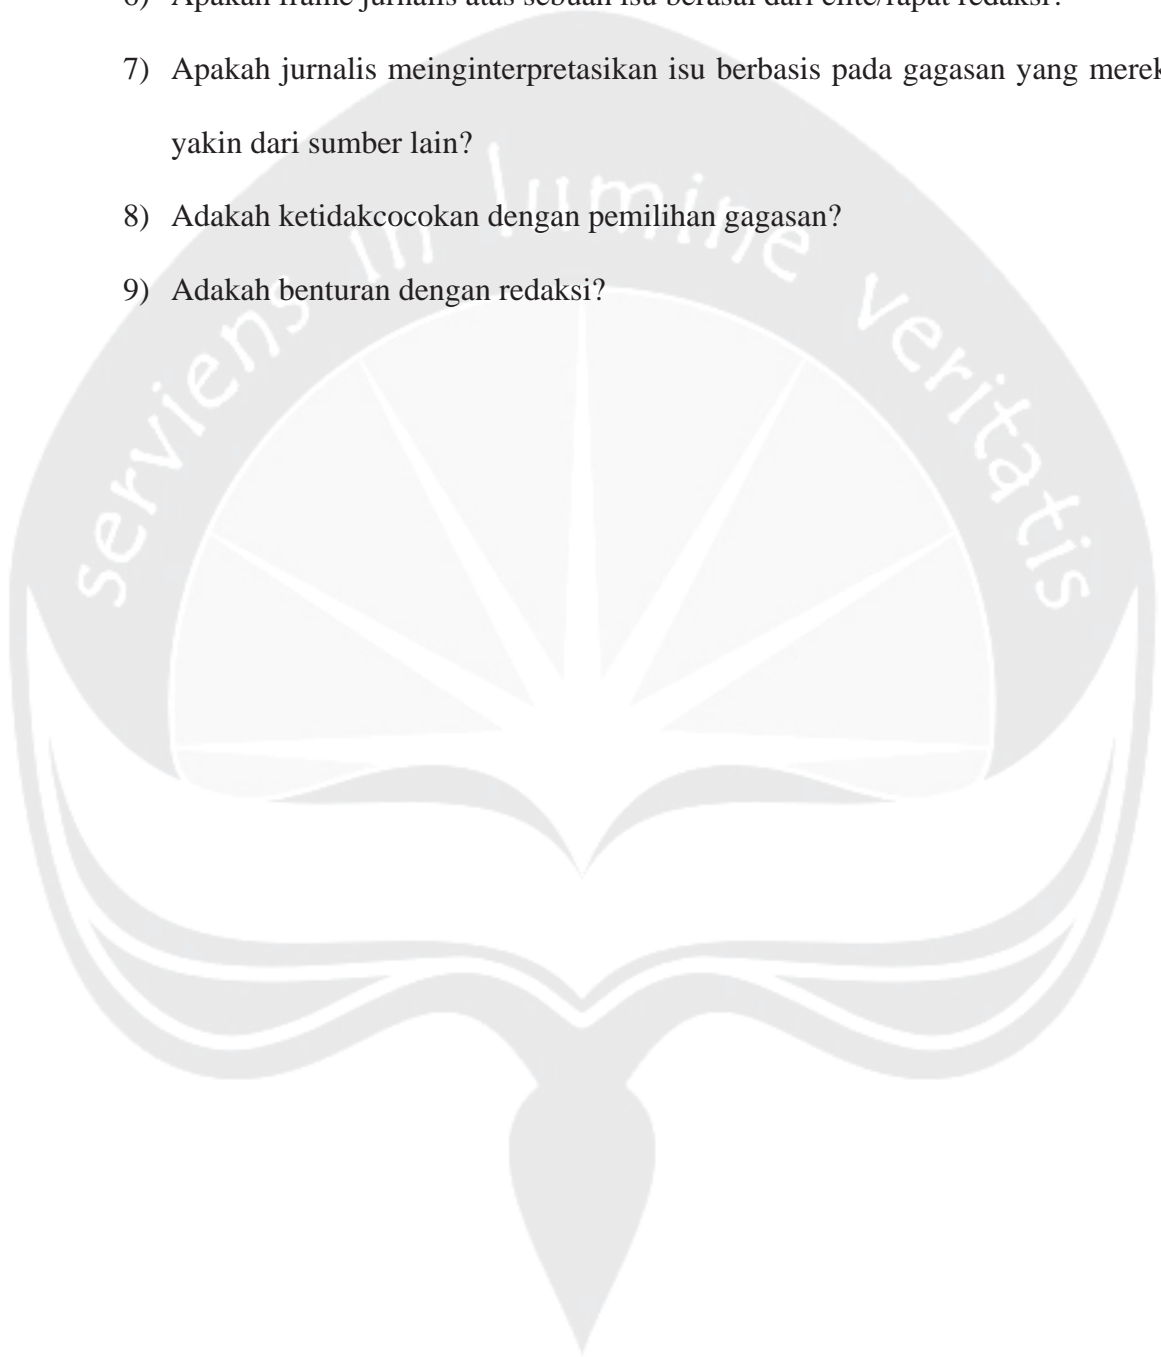 6) Apakah frame jurnalis atas sebuah isu berasal dari elite/rapat redaksi?
7) Apakah jurnalis meinginterpretasikan isu berbasis pada gagasan yang merek
yakin dari sumber lain?
8) Adakah ketidakcocokan dengan pemilihan gagasan?
9) Adakah benturan dengan redaksi?
serviens in lumine veritatis